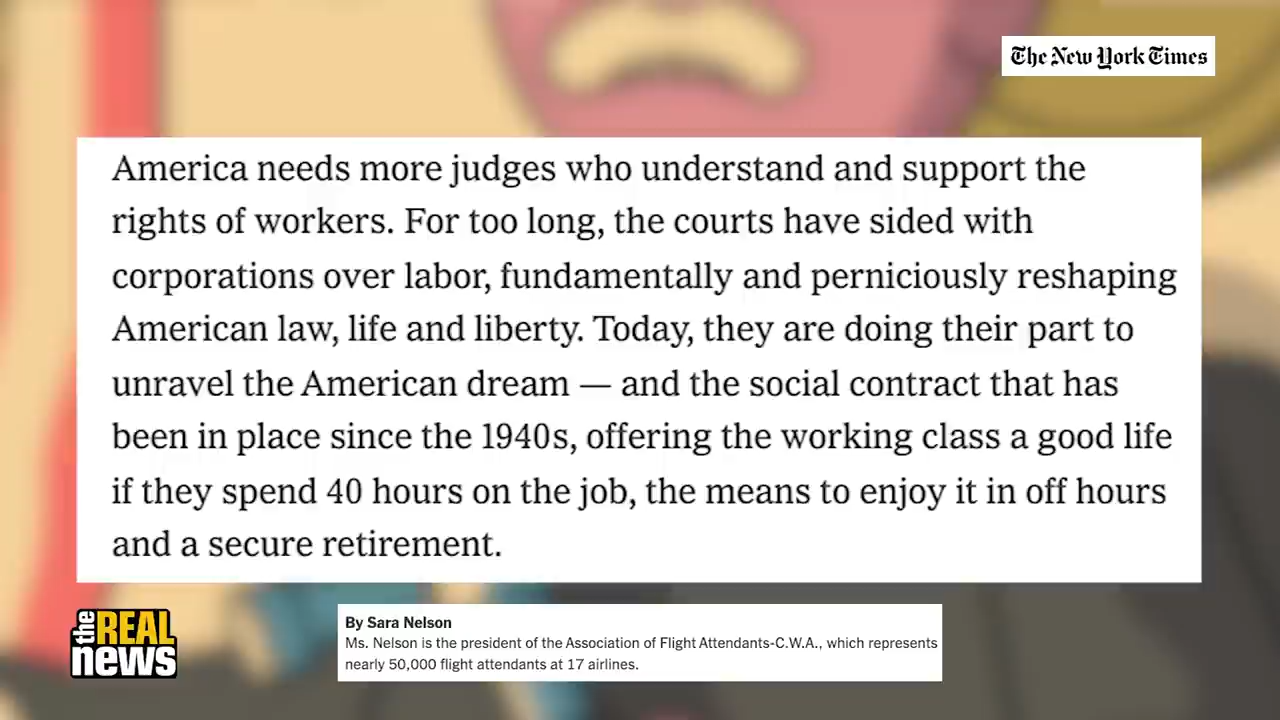 The New York Times
America needs more judges who understand and support the
rights of workers. For too long, the courts have sided with
corporations over labor, fundamentally and perniciously reshaping
American law, life and liberty. Today, they are doing their part to
unravel the American dream — and the social contract that has
been in place since the 1940s, offering the working class a good life
if they spend 40 hours on the job, the means to enjoy it in off hours
and a secure retirement.
the REAL
news
By Sara Nelson
Ms. Nelson is the president of the Association of Flight Attendants-C.W.A., which represents
nearly 50,000 flight attendants at 17 airlines.